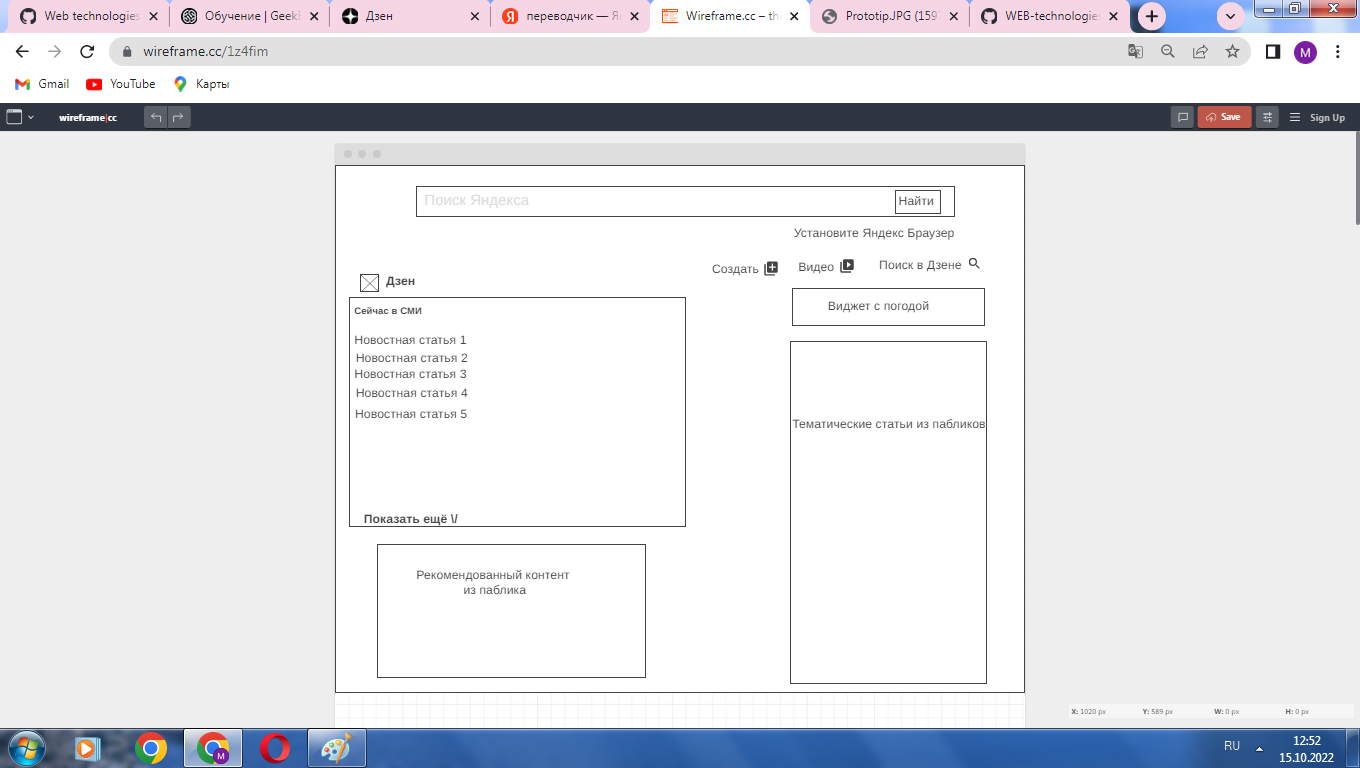 Web technologies
Обучение | Geek
Дзен
переводчик — Я
Wireframe.cc – the
Prototip.JPG (159
WEB-technologies
wireframe.cc/1z4fim
M
Gmail
YouTube
Карты
wireframe|cc
Save
Sign Up
Поиск Яндекса
Найти
Установите Яндекс Браузер
Создать
Видео
Поиск в Дзене
Дзен
Виджет с погодой
Сейчас в СМИ
Новостная статья 1
Новостная статья 2
Новостная статья 3
Новостная статья 4
Новостная статья 5
Тематические статьи из пабликов
Показать ещё \/
Рекомендованный контент
из паблика
X: 1020 px Y: 589 px W: 0 px H: 0 px
RU
12:52
15.10.2022